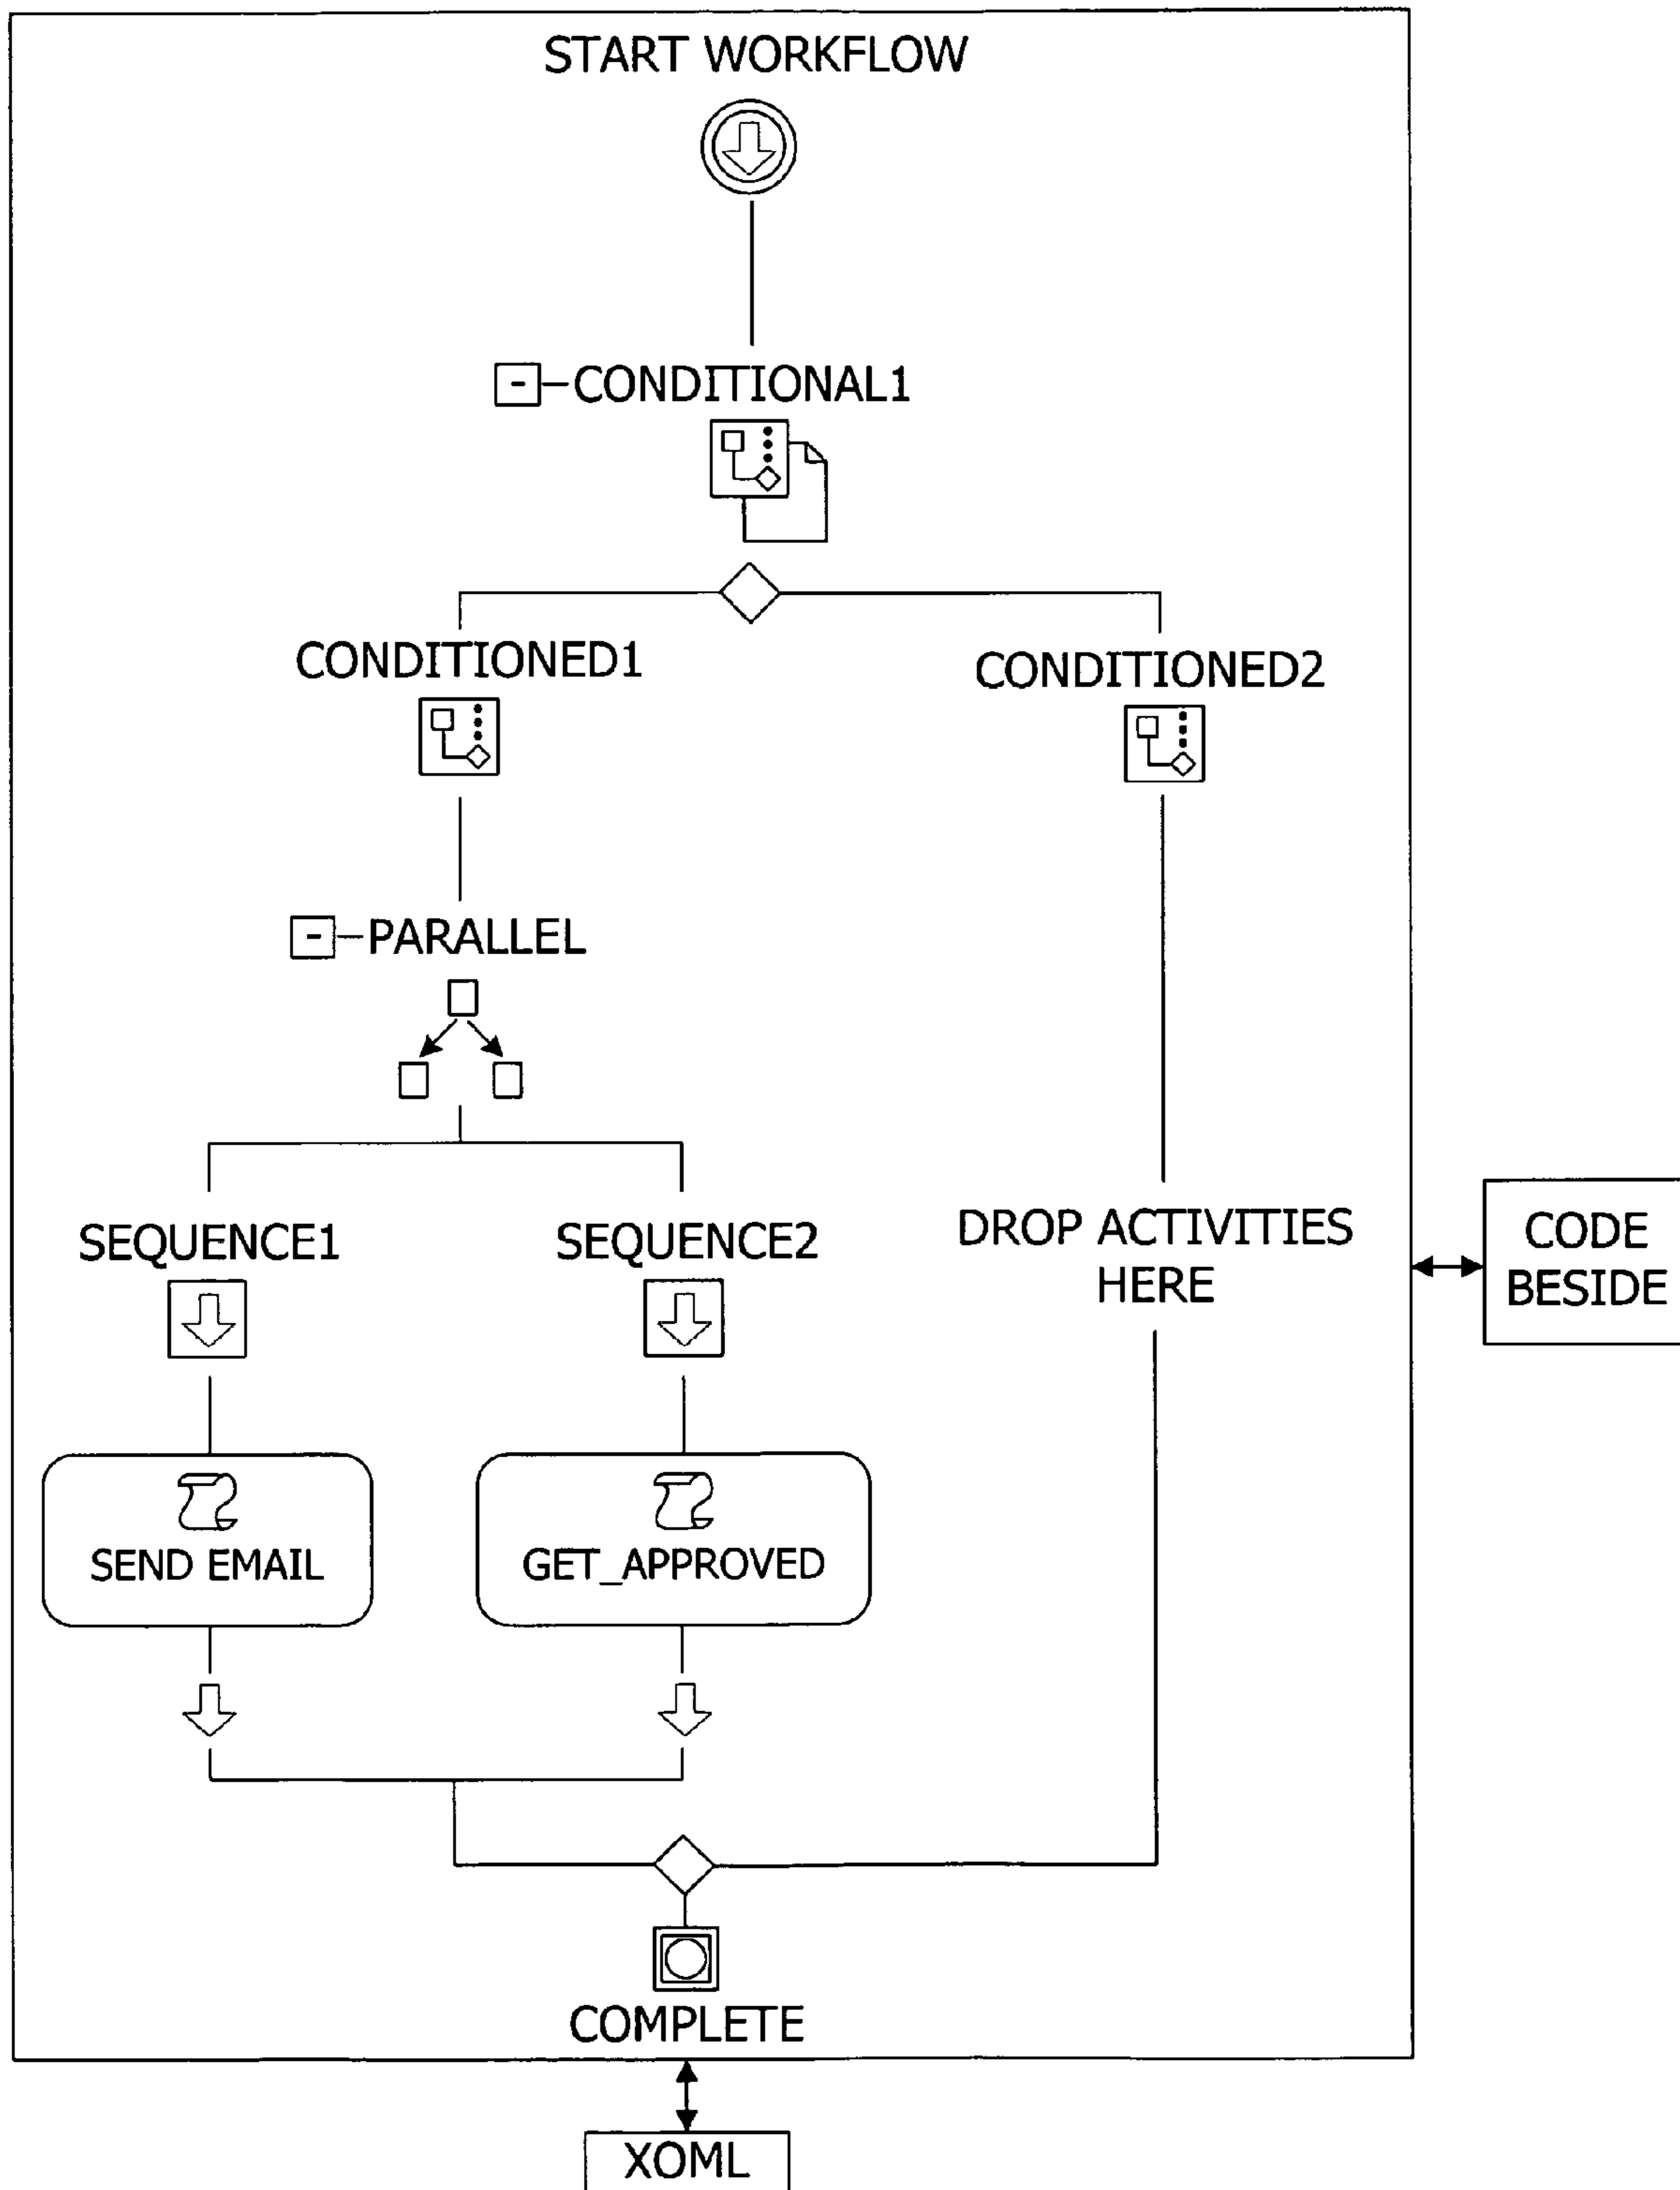 START WORKFLOW
CONDITIONAL1
CONDITIONED1
CONDITIONED2
PARALLEL
SEQUENCE1
SEQUENCE2
DROP ACTIVITIES
HERE
CODE
BESIDE
SEND EMAIL
GET_APPROVED
COMPLETE
XOML